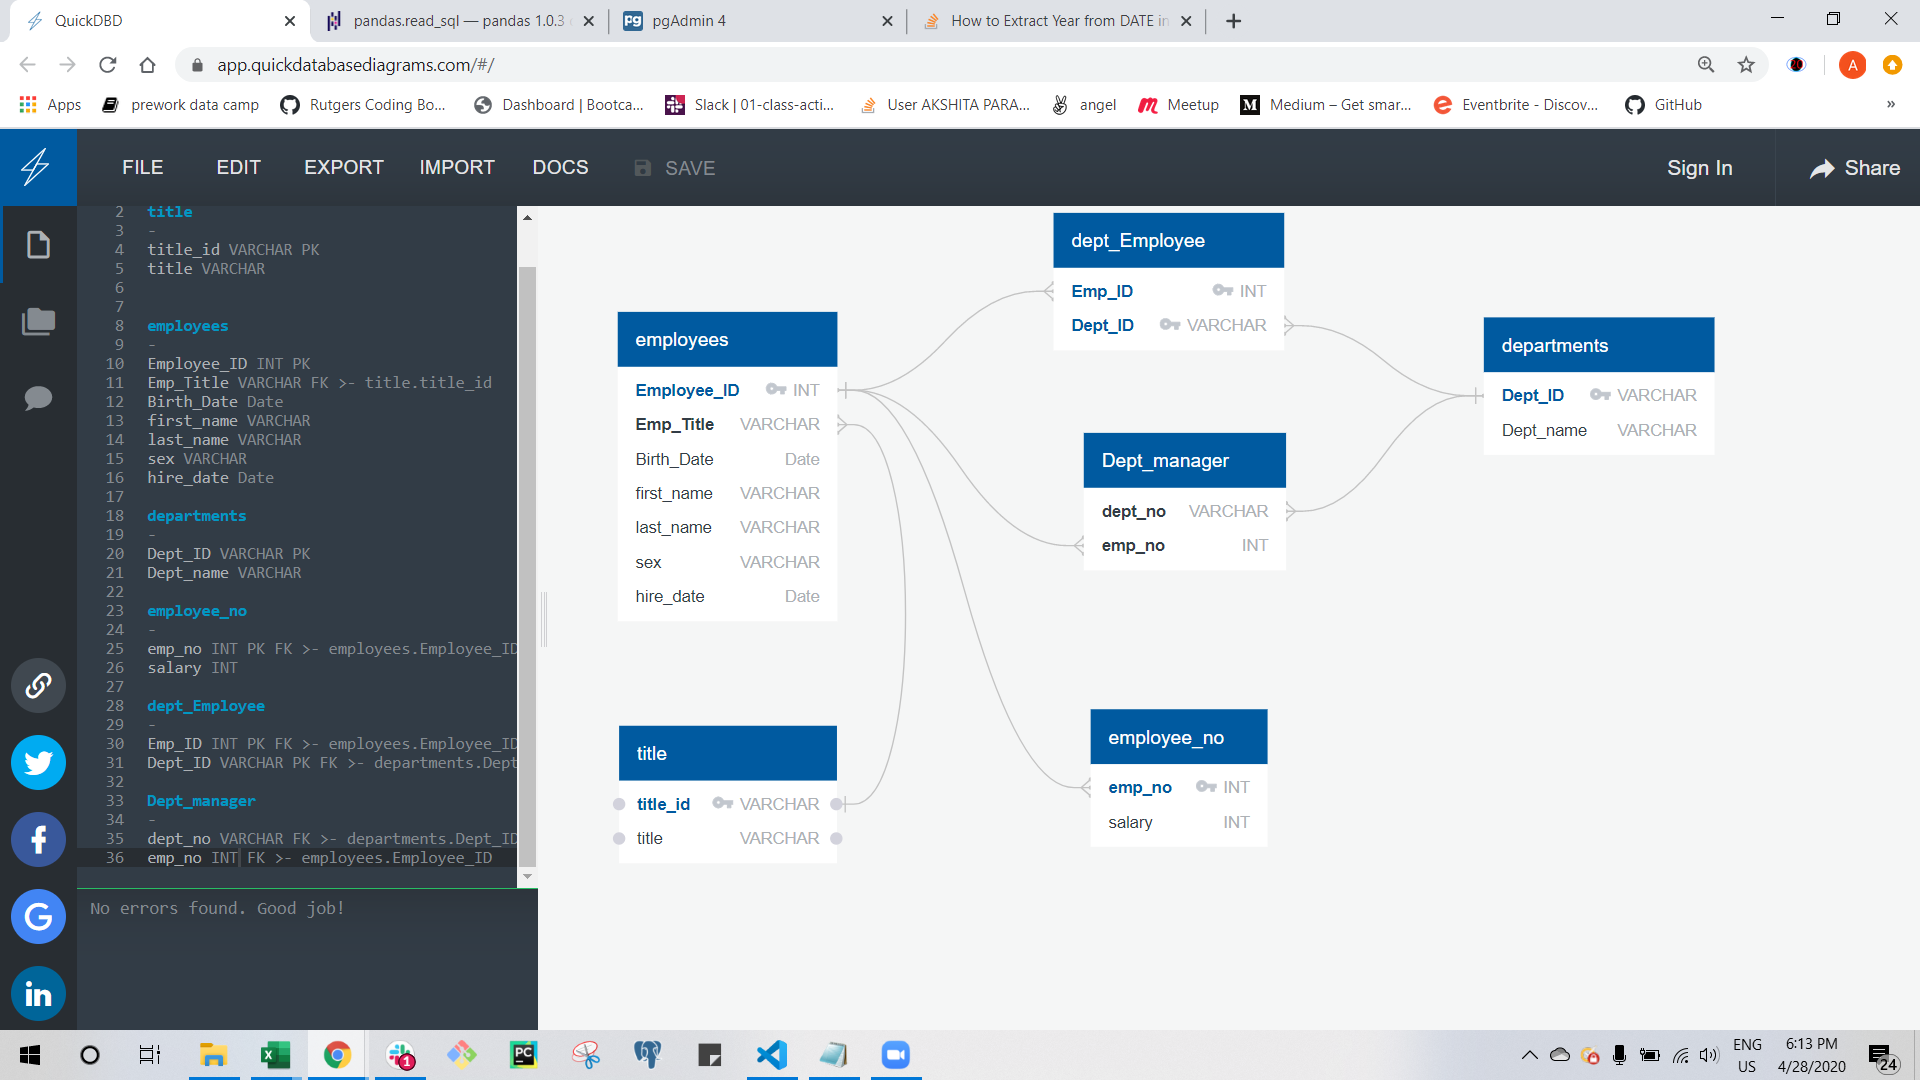 QuickDBD
pandas.read_sql — pandas 1.0.3
pgAdmin 4
How to Extract Year from DATE in
app.quickdatabasediagrams.com/#/
A
Apps
prework data camp
Rutgers Coding Bo...
Dashboard | Bootca...
Slack | 01-class-acti...
User AKSHITA PARA...
angel
Meetup
Medium – Get smar...
Eventbrite - Discov...
GitHub
»
FILE
EDIT
EXPORT
IMPORT
DOCS
SAVE
Sign In
Share
2 title
3 -
4 title_id VARCHAR PK
5 title VARCHAR
6
7
8 employees
9 -
10 Employee_ID INT PK
11 Emp_Title VARCHAR FK >- title.title_id
12 Birth_Date Date
13 first_name VARCHAR
14 last_name VARCHAR
15 sex VARCHAR
16 hire_date Date
17
18 departments
19 -
20 Dept_ID VARCHAR PK
21 Dept_name VARCHAR
22
23 employee_no
24 -
25 emp_no INT PK FK >- employees.Employee_ID
26 salary INT
27
28 dept_Employee
29 -
30 Emp_ID INT PK FK >- employees.Employee_ID
31 Dept_ID VARCHAR PK FK >- departments.Dept
32
33 Dept_manager
34 -
35 dept_no VARCHAR FK >- departments.Dept_ID
36 emp_no INT FK >- employees.Employee_ID
No errors found. Good job!
employees
Employee_ID INT
Emp_Title VARCHAR
Birth_Date Date
first_name VARCHAR
last_name VARCHAR
sex VARCHAR
hire_date Date
title
title_id VARCHAR
title VARCHAR
dept_Employee
Emp_ID INT
Dept_ID VARCHAR
Dept_manager
dept_no VARCHAR
emp_no INT
employee_no
emp_no INT
salary INT
departments
Dept_ID VARCHAR
Dept_name VARCHAR
ENG
US
6:13 PM
4/28/2020
24